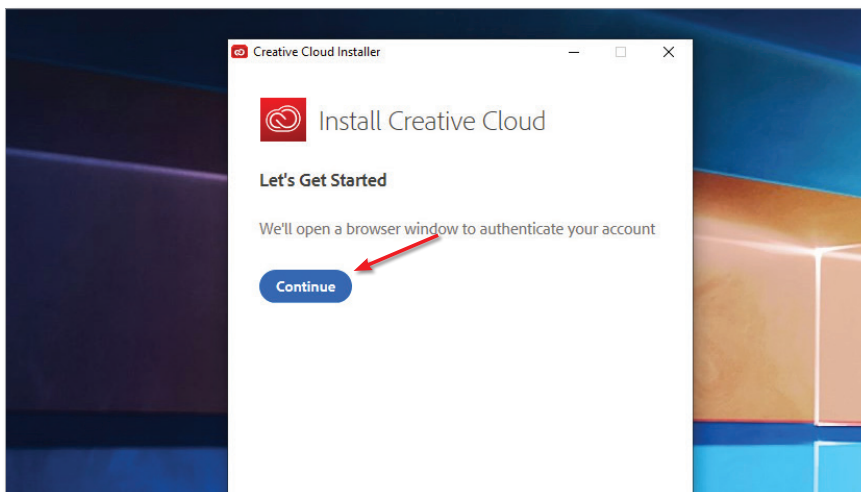 Creative Cloud Installer
Install Creative Cloud
Let's Get Started
We'll open a browser window to authenticate your account
Continue